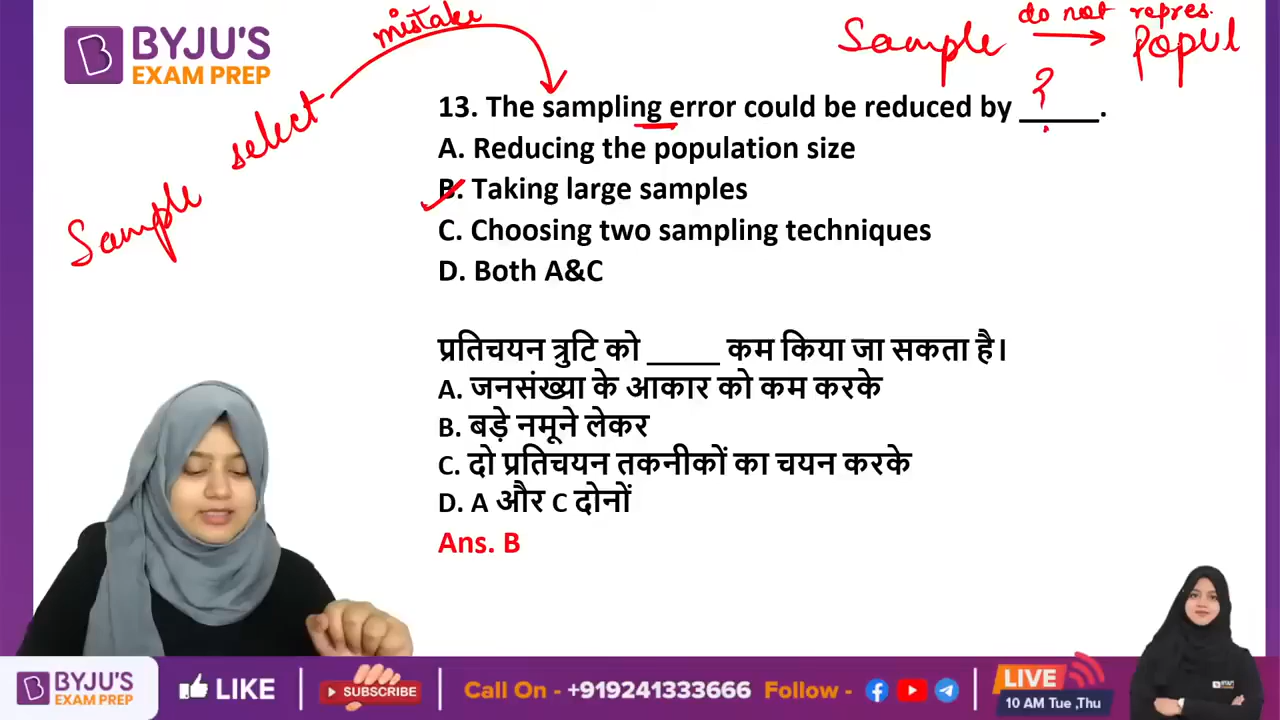 BYJU'S
EXAM PREP
mistake
Sample select
do not repres.
Sample → Popul
?
13. The sampling error could be reduced by _____.
A. Reducing the population size
B. Taking large samples
C. Choosing two sampling techniques
D. Both A&C
प्रतिचयन त्रुटि को _____ कम किया जा सकता है।
A. जनसंख्या के आकार को कम करके
B. बड़े नमूने लेकर
C. दो प्रतिचयन तकनीकों का चयन करके
D. A और C दोनों
Ans. B
BYJU'S
EXAM PREP
LIKE
SUBSCRIBE
Call On - +919241333666 Follow -
LIVE
10 AM Tue ,Thu